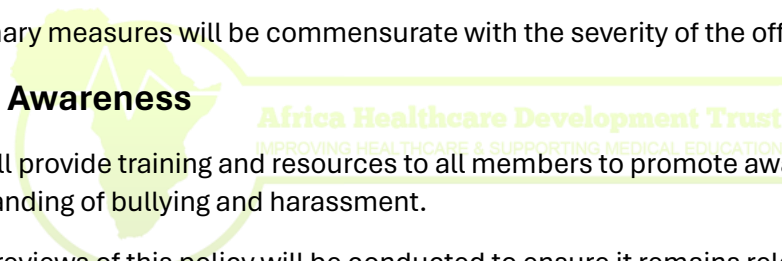 nary measures will be commensurate with the severity of the off
Awareness
Africa Healthcare Development Trust
IMPROVING HEALTHCARE & SUPPORTING MEDICAL EDUCATION
ll provide training and resources to all members to promote awa
anding of bullying and harassment.
reviews of this policy will be conducted to ensure it remains rel